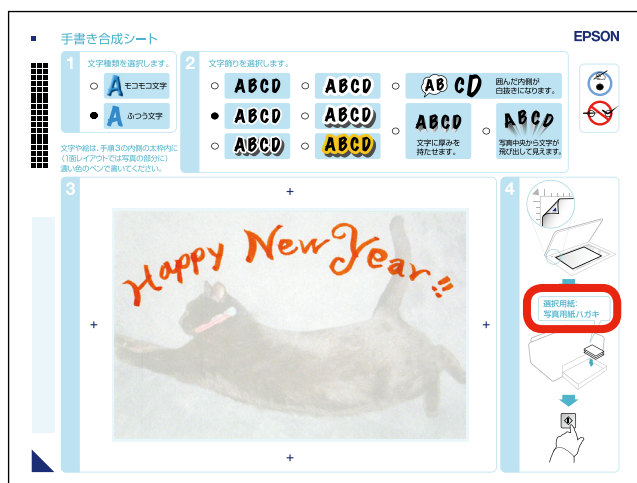 手書き合成シート
EPSON
1
文字種類を選択します。
A モコモコ文字
A ふつう文字
文字や絵は、手順3の内側の太枠内に
(1面レイアウトでは写真の部分に)
濃い色のペンで書いてください。
2
文字飾りを選択します。
ABCD
ABCD
AB CD
囲んだ内側が
白抜きになります。
ABCD
ABCD
ABCD
文字に厚みを
持たせます。
ABCD
写真中央から文字が
飛び出して見えます。
ABCD
ABCD
3
Happy New Year!!
4
選択用紙:
写真用紙ハガキ